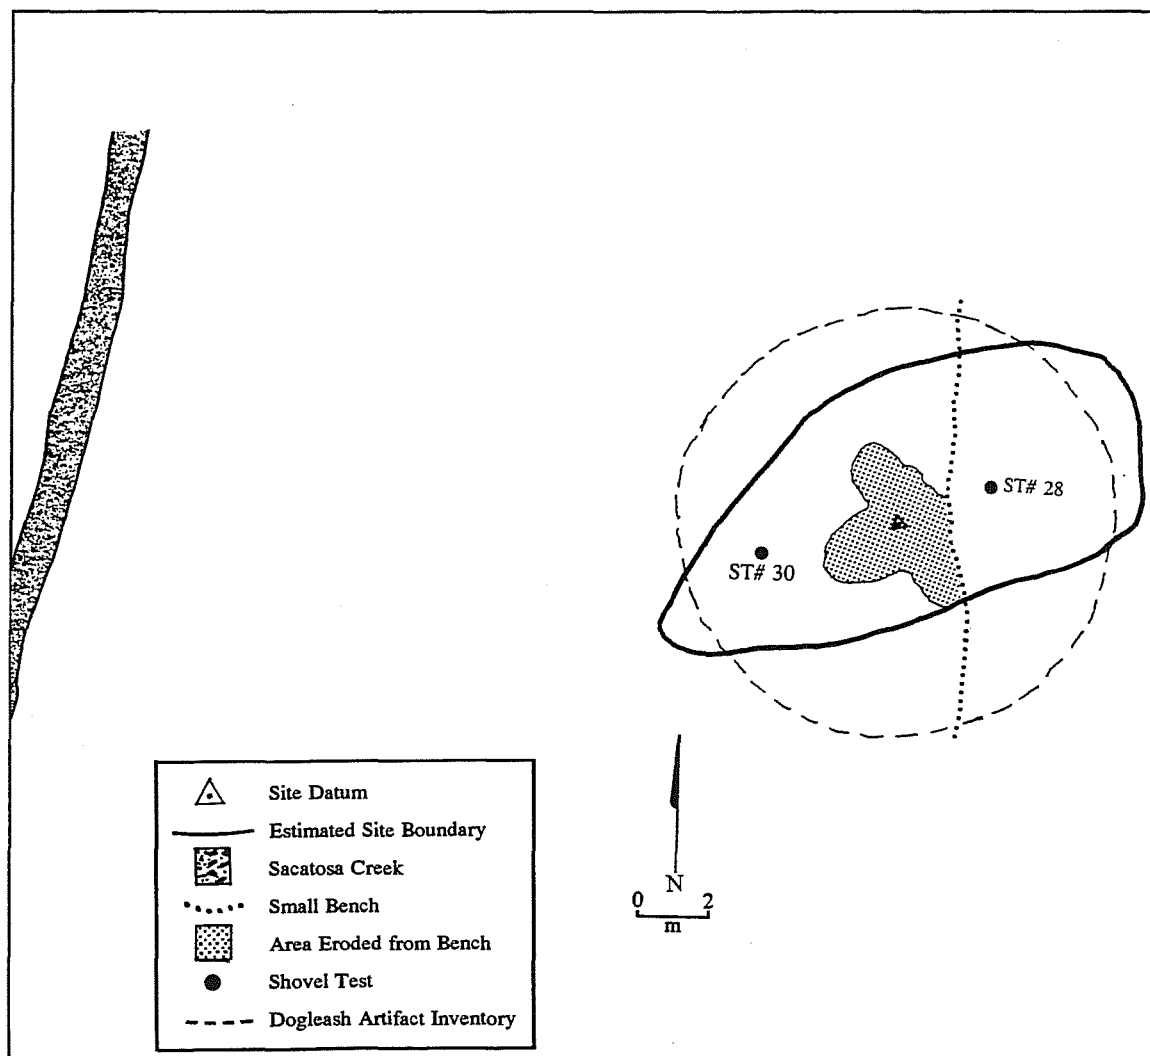 ST# 28
ST# 30
Site Datum
Estimated Site Boundary
Sacatosa Creek
Small Bench
Area Eroded from Bench
Shovel Test
Dogleash Artifact Inventory
N
0 2
m